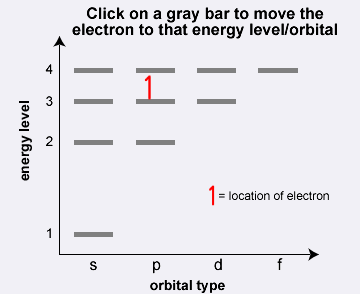 Click on a gray bar to move the
electron to that energy level/orbital
4
3
2
1
energy level
1 = location of electron
s p d f
orbital type